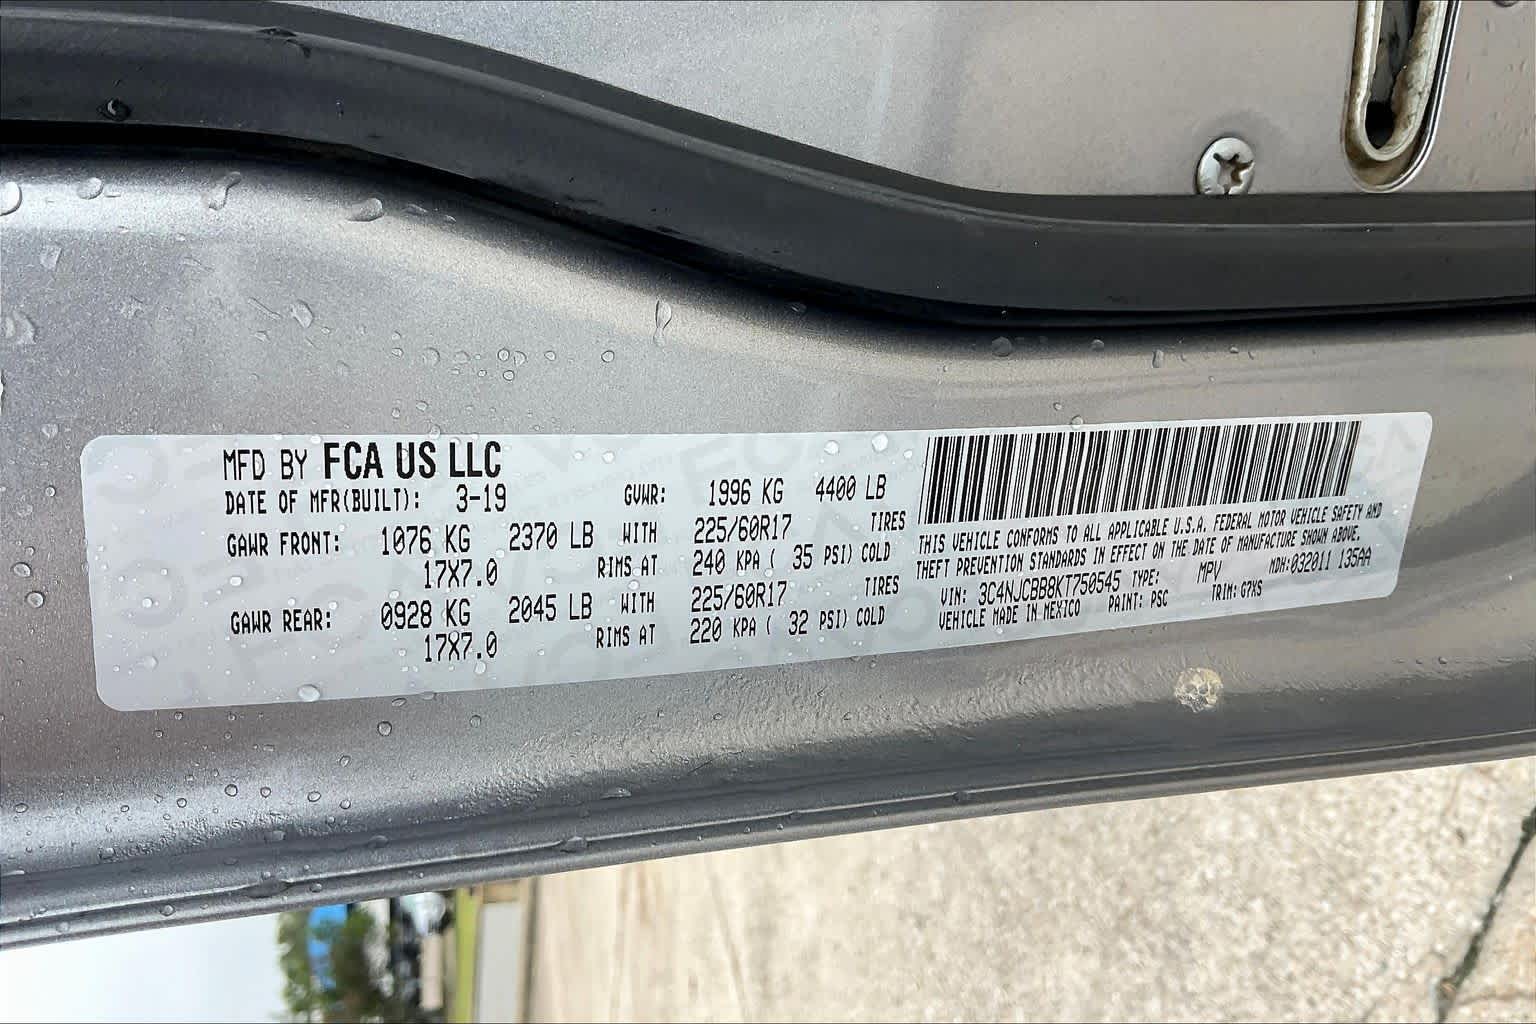 MFD BY FCA US LLC
DATE OF MFR(BUILT): 3-19 GVWR: 1996 KG 4400 LB
GAWR FRONT: 1076 KG 2370 LB WITH 225/60R17 TIRES
17X7.0 RIMS AT 240 KPA ( 35 PSI) COLD
GAWR REAR: 0928 KG 2045 LB WITH 225/60R17 TIRES
17X7.0 RIMS AT 220 KPA ( 32 PSI) COLD
THIS VEHICLE CONFORMS TO ALL APPLICABLE U.S.A. FEDERAL MOTOR VEHICLE SAFETY AND
THEFT PREVENTION STANDARDS IN EFFECT ON THE DATE OF MANUFACTURE SHOWN ABOVE.
VIN: 3C4NJCBB8KT750545 TYPE: MPV MDH:032011 135AA
VEHICLE MADE IN MEXICO PAINT: PSC TRIM: G7XS